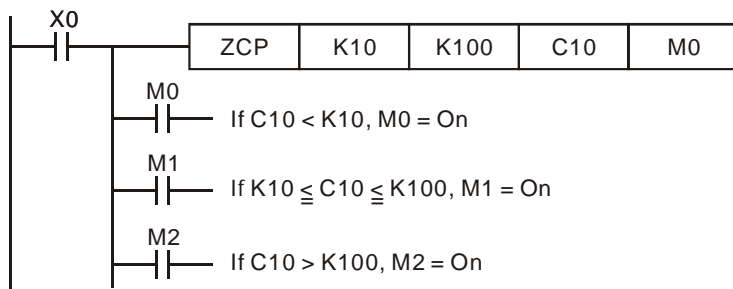 X0
ZCP K10 K100 C10 M0
M0
If C10 < K10, M0 = On
M1
If K10 ≦ C10 ≦ K100, M1 = On
M2
If C10 > K100, M2 = On